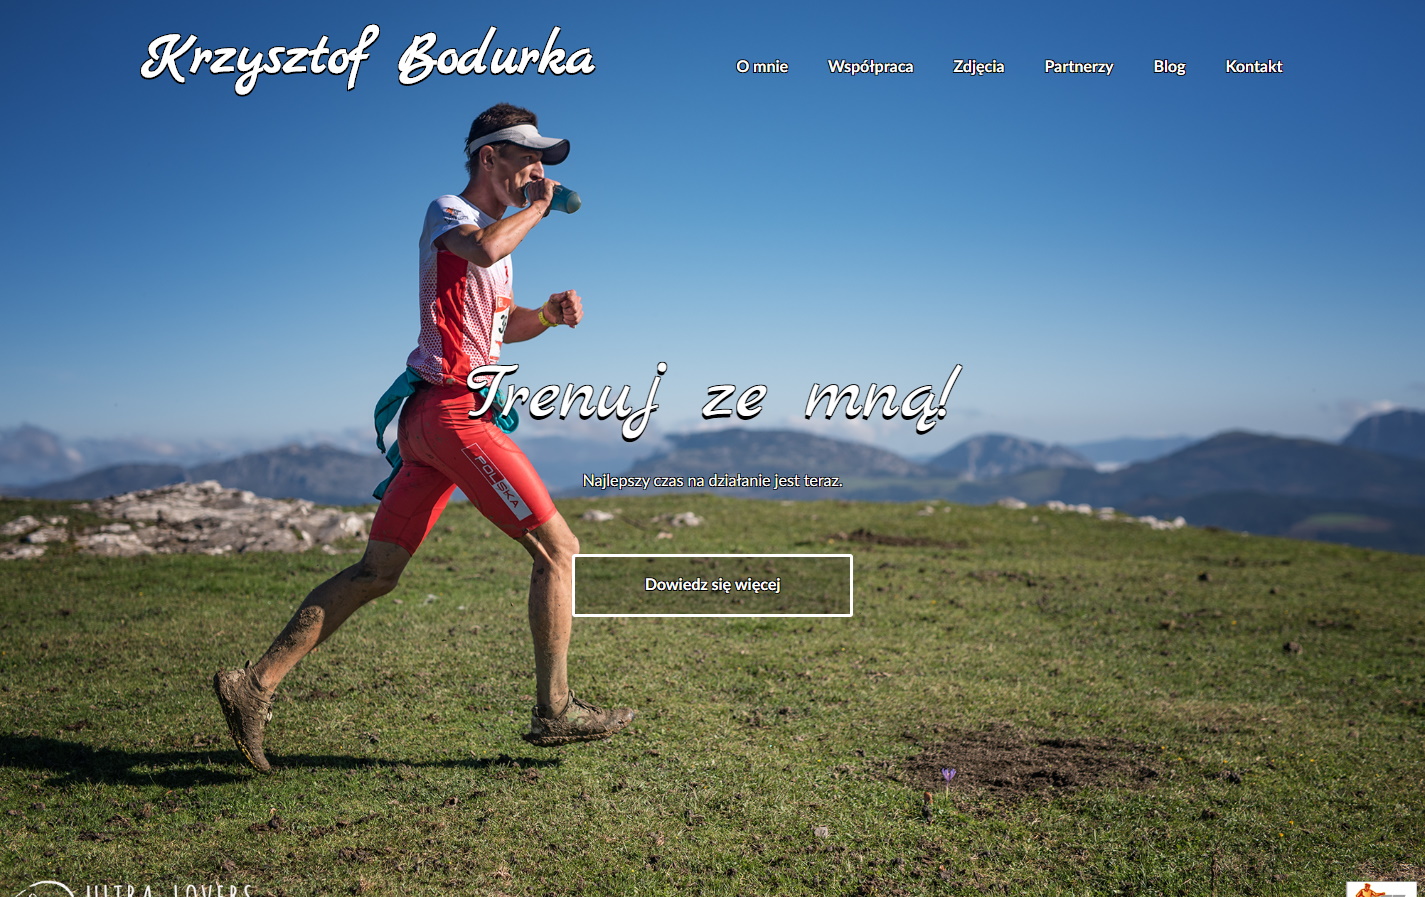 Krzysztof Bodurka
O mnie Współpraca Zdjęcia Partnerzy Blog Kontakt
Trenuj ze mną!
POLSKA
Najlepszy czas na działanie jest teraz.
Dowiedz się więcej
ULTRA LOVERS